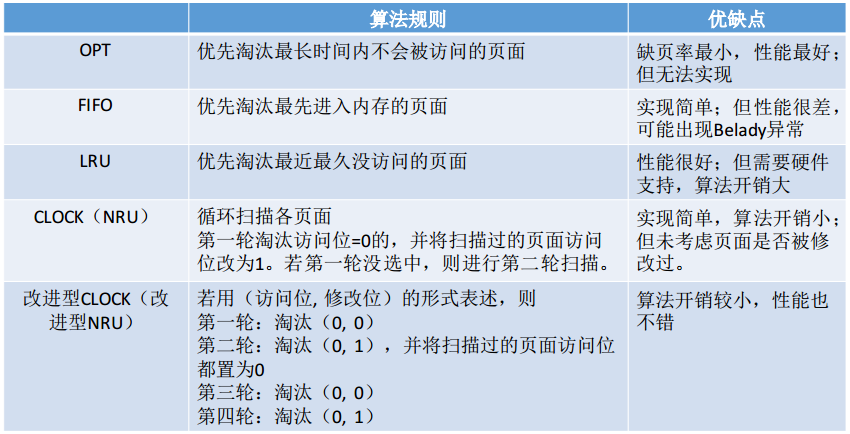 算法规则 优缺点
OPT 优先淘汰最长时间内不会被访问的页面 缺页率最小，性能最好；
但无法实现
FIFO 优先淘汰最先进入内存的页面 实现简单；但性能很差，
可能出现Belady异常
LRU 优先淘汰最近最久没访问的页面 性能很好；但需要硬件
支持，算法开销大
CLOCK（NRU） 循环扫描各页面 实现简单，算法开销小；
第一轮淘汰访问位=0的，并将扫描过的页面访问 但未考虑页面是否被修
位改为1。若第一轮没选中，则进行第二轮扫描。 改过。
改进型CLOCK（改 若用（访问位, 修改位）的形式表述，则 算法开销较小，性能也
进型NRU） 第一轮：淘汰（0, 0） 不错
第二轮：淘汰（0, 1），并将扫描过的页面访问位
都置为0
第三轮：淘汰（0, 0）
第四轮：淘汰（0, 1）